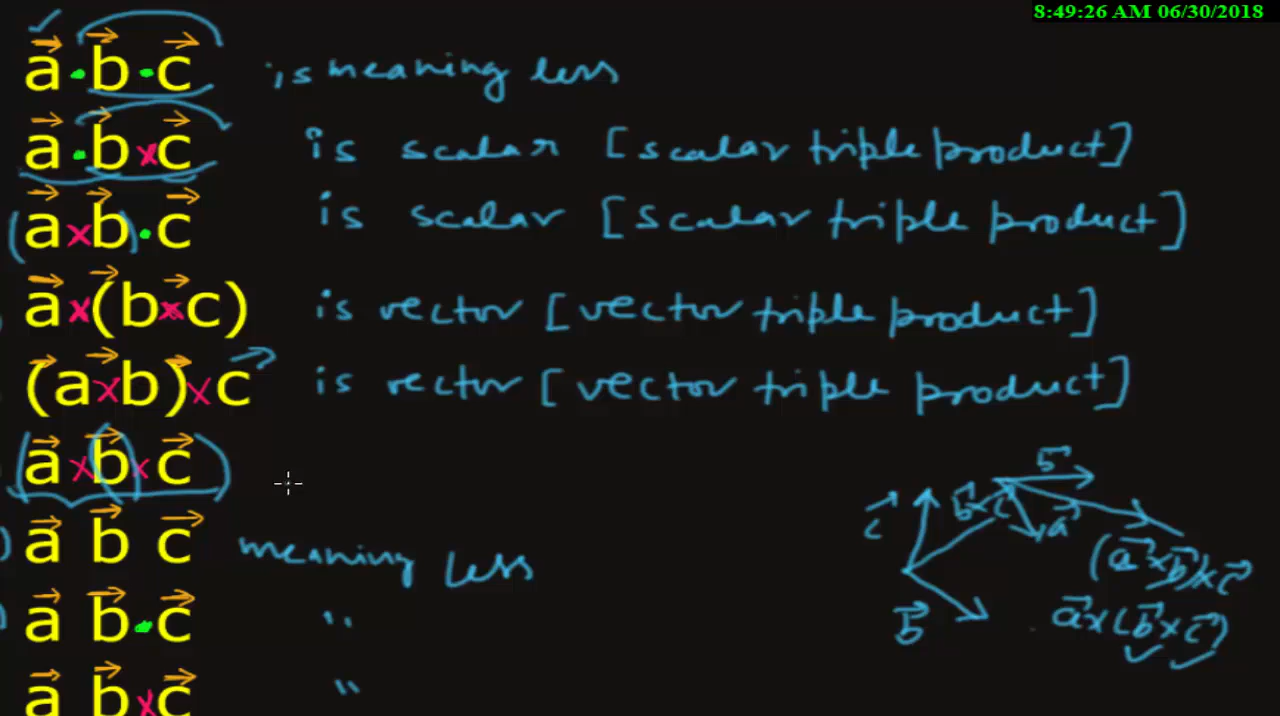 8:49:26 AM 06/30/2018
a⃗ · b⃗ · c⃗ is meaning less
a⃗ · b⃗ × c⃗ is scalar [scalar triple product]
(a⃗ × b⃗) · c⃗ is scalar [scalar triple product]
a⃗ × (b⃗ × c⃗) is vector [vector triple product]
(a⃗ × b⃗) × c⃗ is vector [vector triple product]
(a⃗ × b⃗ × c⃗)
a⃗ b⃗ c⃗ meaning less
a⃗ b⃗ · c⃗ "
a⃗ b⃗ × c⃗ "
b⃗
c⃗
b⃗ × c⃗
a⃗
(a⃗ × b⃗) × c⃗
b⃗
a⃗ × (b⃗ × c⃗)